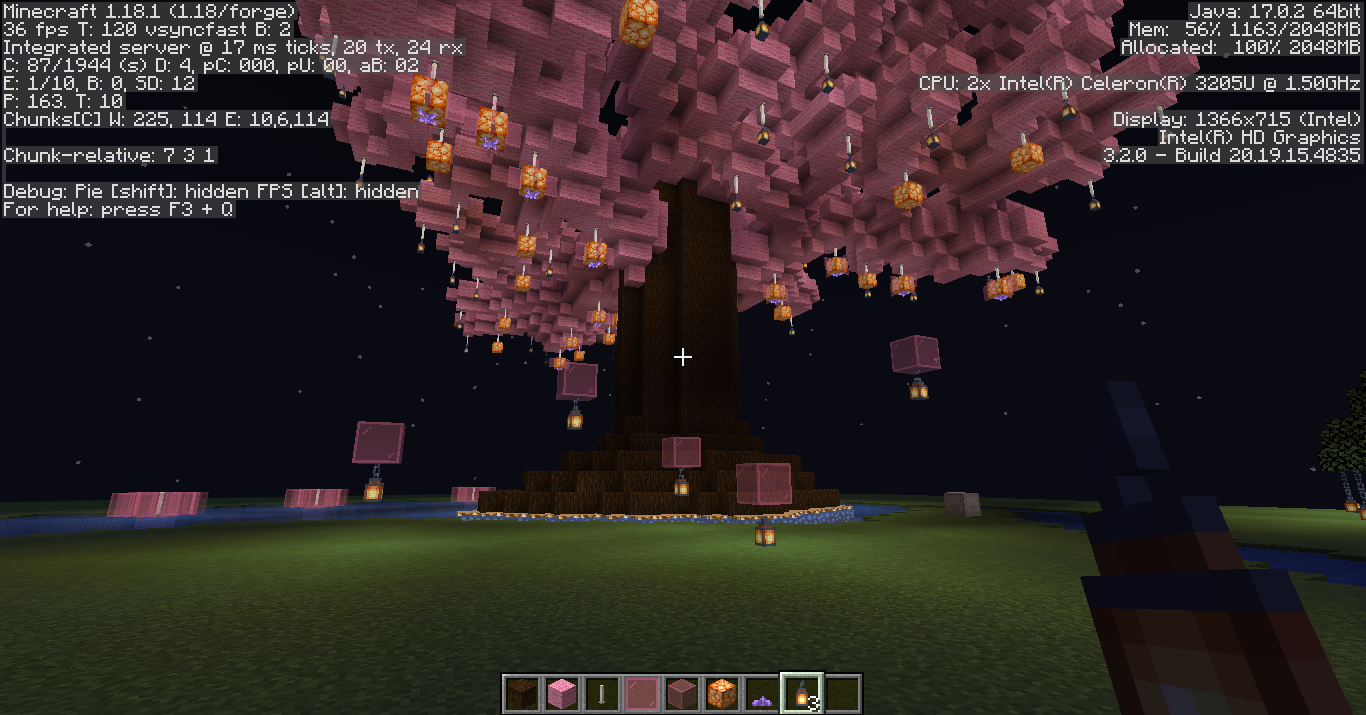 Minecraft 1.18.1 (1.18/forge)
36 fps T: 120 vsyncfast B: 2
Integrated server @ 17 ms ticks, 20 tx, 24 rx
C: 87/1944 (s) D: 4, pC: 000, pU: 00, aB: 02
E: 1/10, B: 0, SD: 12
P: 163. T: 10
Chunks[C] W: 225, 114 E: 10,6,114
Chunk-relative: 7 3 1
Debug: Pie [shift]: hidden FPS [alt]: hidden
For help: press F3 + Q
Java: 17.0.2 64bit
Mem: 56% 1163/2048MB
Allocated: 100% 2048MB
CPU: 2x Intel(R) Celeron(R) 3205U @ 1.50GHz
Display: 1366x715 (Intel)
Intel(R) HD Graphics
3.2.0 - Build 20.19.15.4835
3